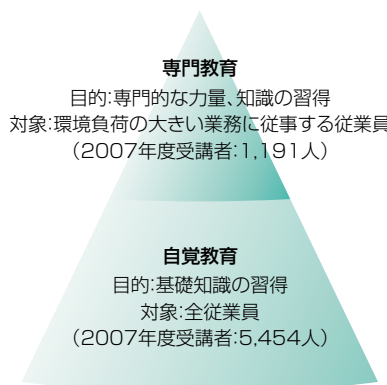 専門教育
目的:専門的な力量、知識の習得
対象:環境負荷の大きい業務に従事する従業員
（2007年度受講者:1,191人）
自覚教育
目的:基礎知識の習得
対象:全従業員
（2007年度受講者:5,454人）